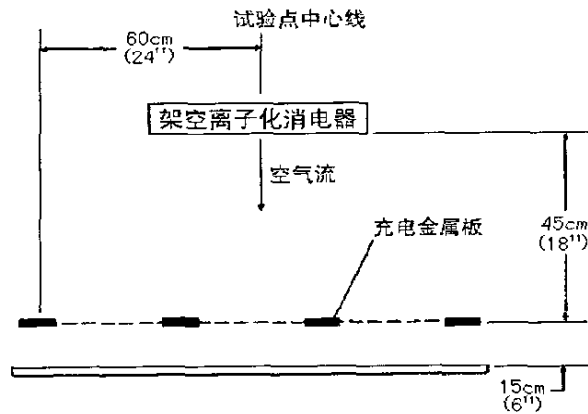 试验点中心线
60cm
(24")
架空离子化消电器
空气流
充电金属板
45cm
(18")
15cm
(6")